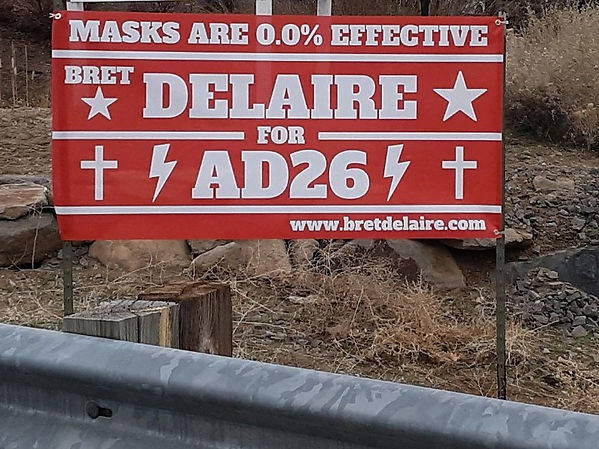 MASKS ARE 0.0% EFFECTIVE
BRET
DELAIRE
FOR
AD26
www.bretdelaire.com